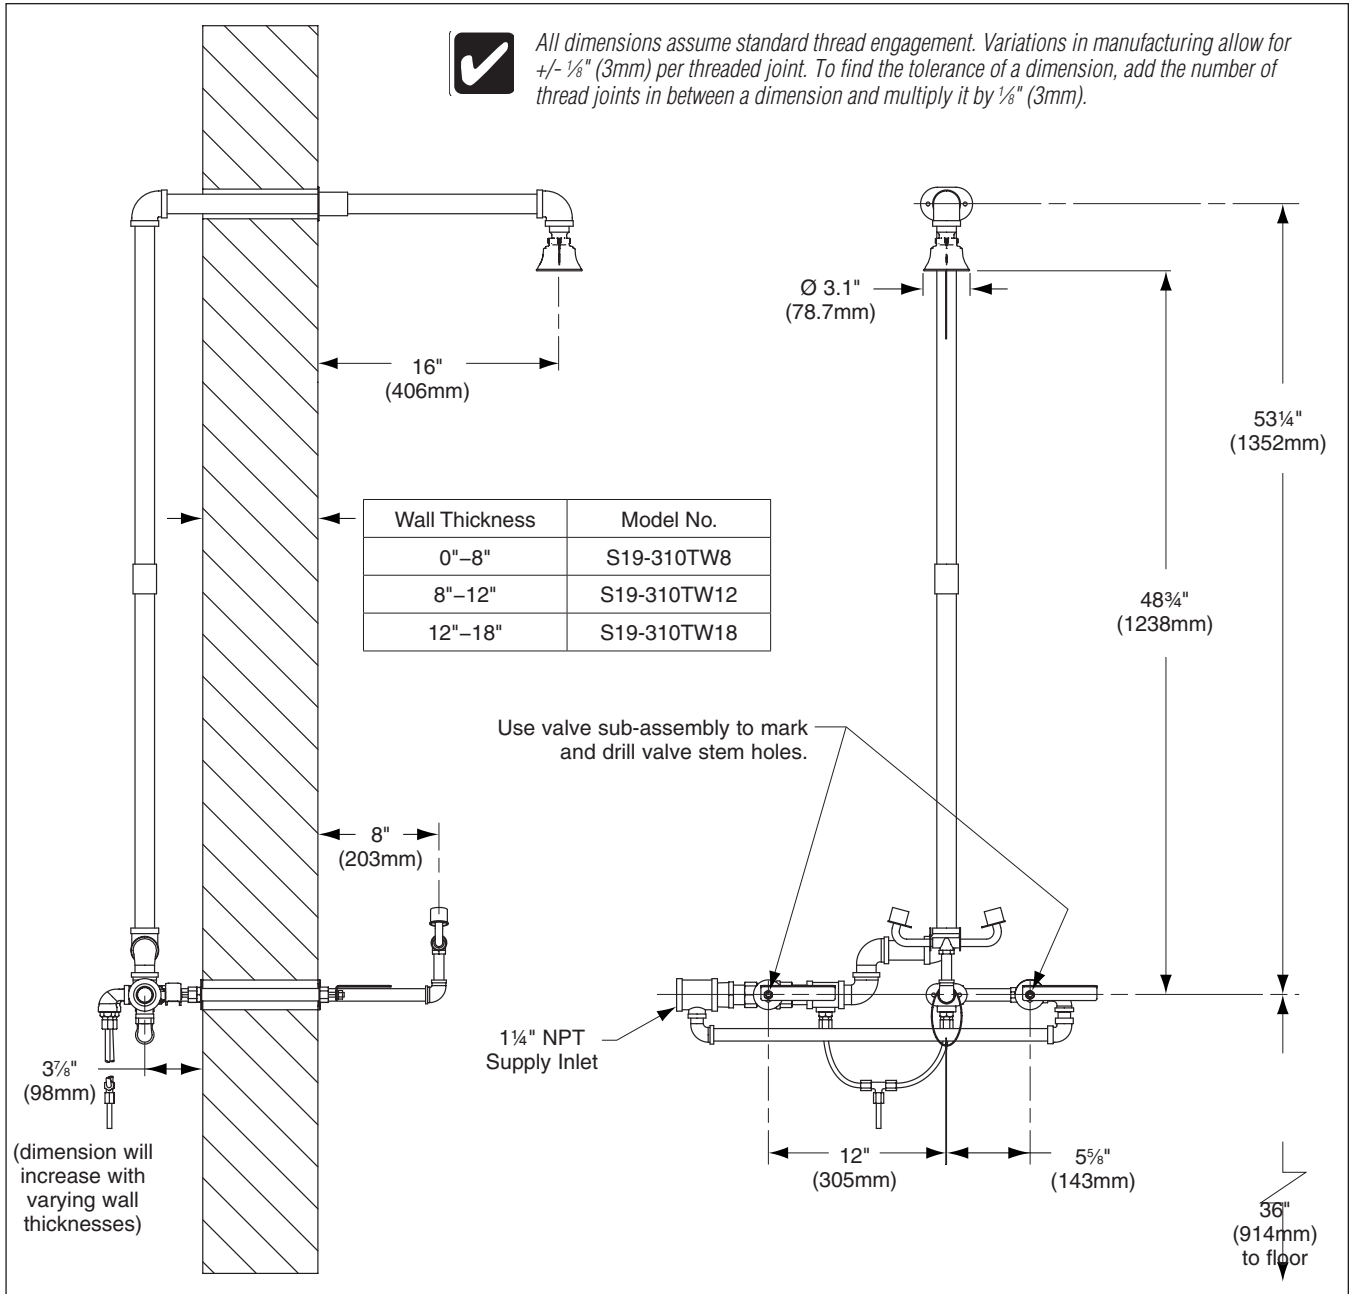 All dimensions assume standard thread engagement. Variations in manufacturing allow for
+/- ⅛" (3mm) per threaded joint. To find the tolerance of a dimension, add the number of
thread joints in between a dimension and multiply it by ⅛" (3mm).
Ø 3.1"
(78.7mm)
16"
(406mm)
53¼"
(1352mm)
Wall Thickness Model No.
0"–8" S19-310TW8
8"–12" S19-310TW12
12"–18" S19-310TW18
48¾"
(1238mm)
Use valve sub-assembly to mark
and drill valve stem holes.
8"
(203mm)
1¼" NPT
Supply Inlet
3⅞"
(98mm)
(dimension will
increase with
varying wall
thicknesses)
12"
(305mm)
5⅝"
(143mm)
36"
(914mm)
to floor